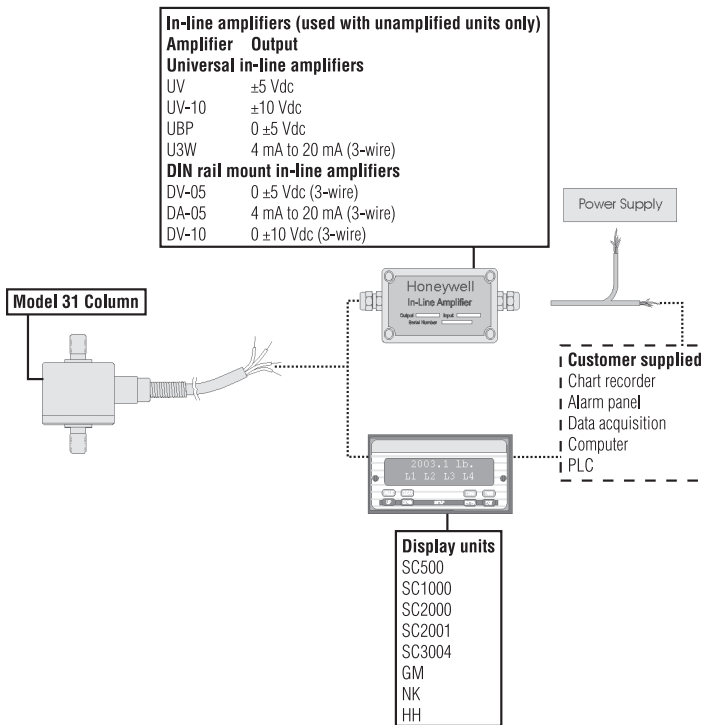 In-line amplifiers (used with unamplified units only)
Amplifier Output
Universal in-line amplifiers
UV ±5 Vdc
UV-10 ±10 Vdc
UBP 0 ±5 Vdc
U3W 4 mA to 20 mA (3-wire)
DIN rail mount in-line amplifiers
DV-05 0 ±5 Vdc (3-wire)
DA-05 4 mA to 20 mA (3-wire)
DV-10 0 ±10 Vdc (3-wire)
Power Supply
Honeywell
In-Line Amplifier
Output Input
Serial Number
Model 31 Column
Customer supplied
Chart recorder
Alarm panel
Data acquisition
Computer
PLC
2003.1 lb.
L1 L2 L3 L4
SETUP
Display units
SC500
SC1000
SC2000
SC2001
SC3004
GM
NK
HH